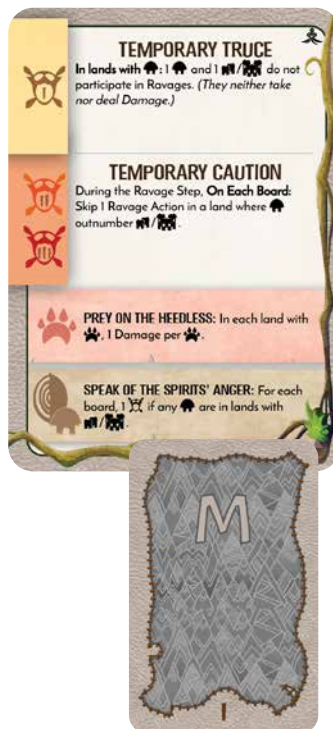 TEMPORARY TRUCE
In lands with : 1 and 1 / do not
participate in Ravages. (They neither take
nor deal Damage.)
I
TEMPORARY CAUTION
During the Ravage Step, On Each Board:
Skip 1 Ravage Action in a land where
outnumber / .
II
III
PREY ON THE HEEDLESS: In each land with
, 1 Damage per .
SPEAK OF THE SPIRITS' ANGER: For each
board, 1 if any are in lands with
/ .
M
I